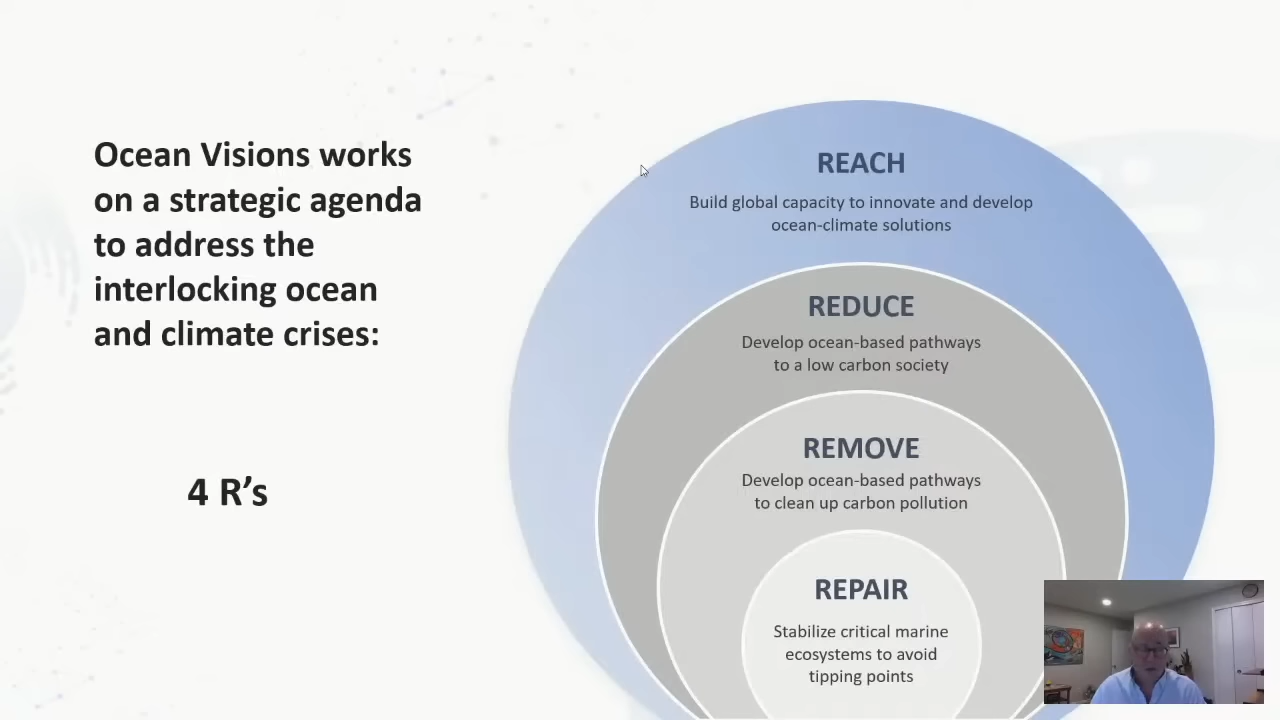 Ocean Visions works
on a strategic agenda
to address the
interlocking ocean
and climate crises:
4 R’s
REACH
Build global capacity to innovate and develop
ocean-climate solutions
REDUCE
Develop ocean-based pathways
to a low carbon society
REMOVE
Develop ocean-based pathways
to clean up carbon pollution
REPAIR
Stabilize critical marine
ecosystems to avoid
tipping points